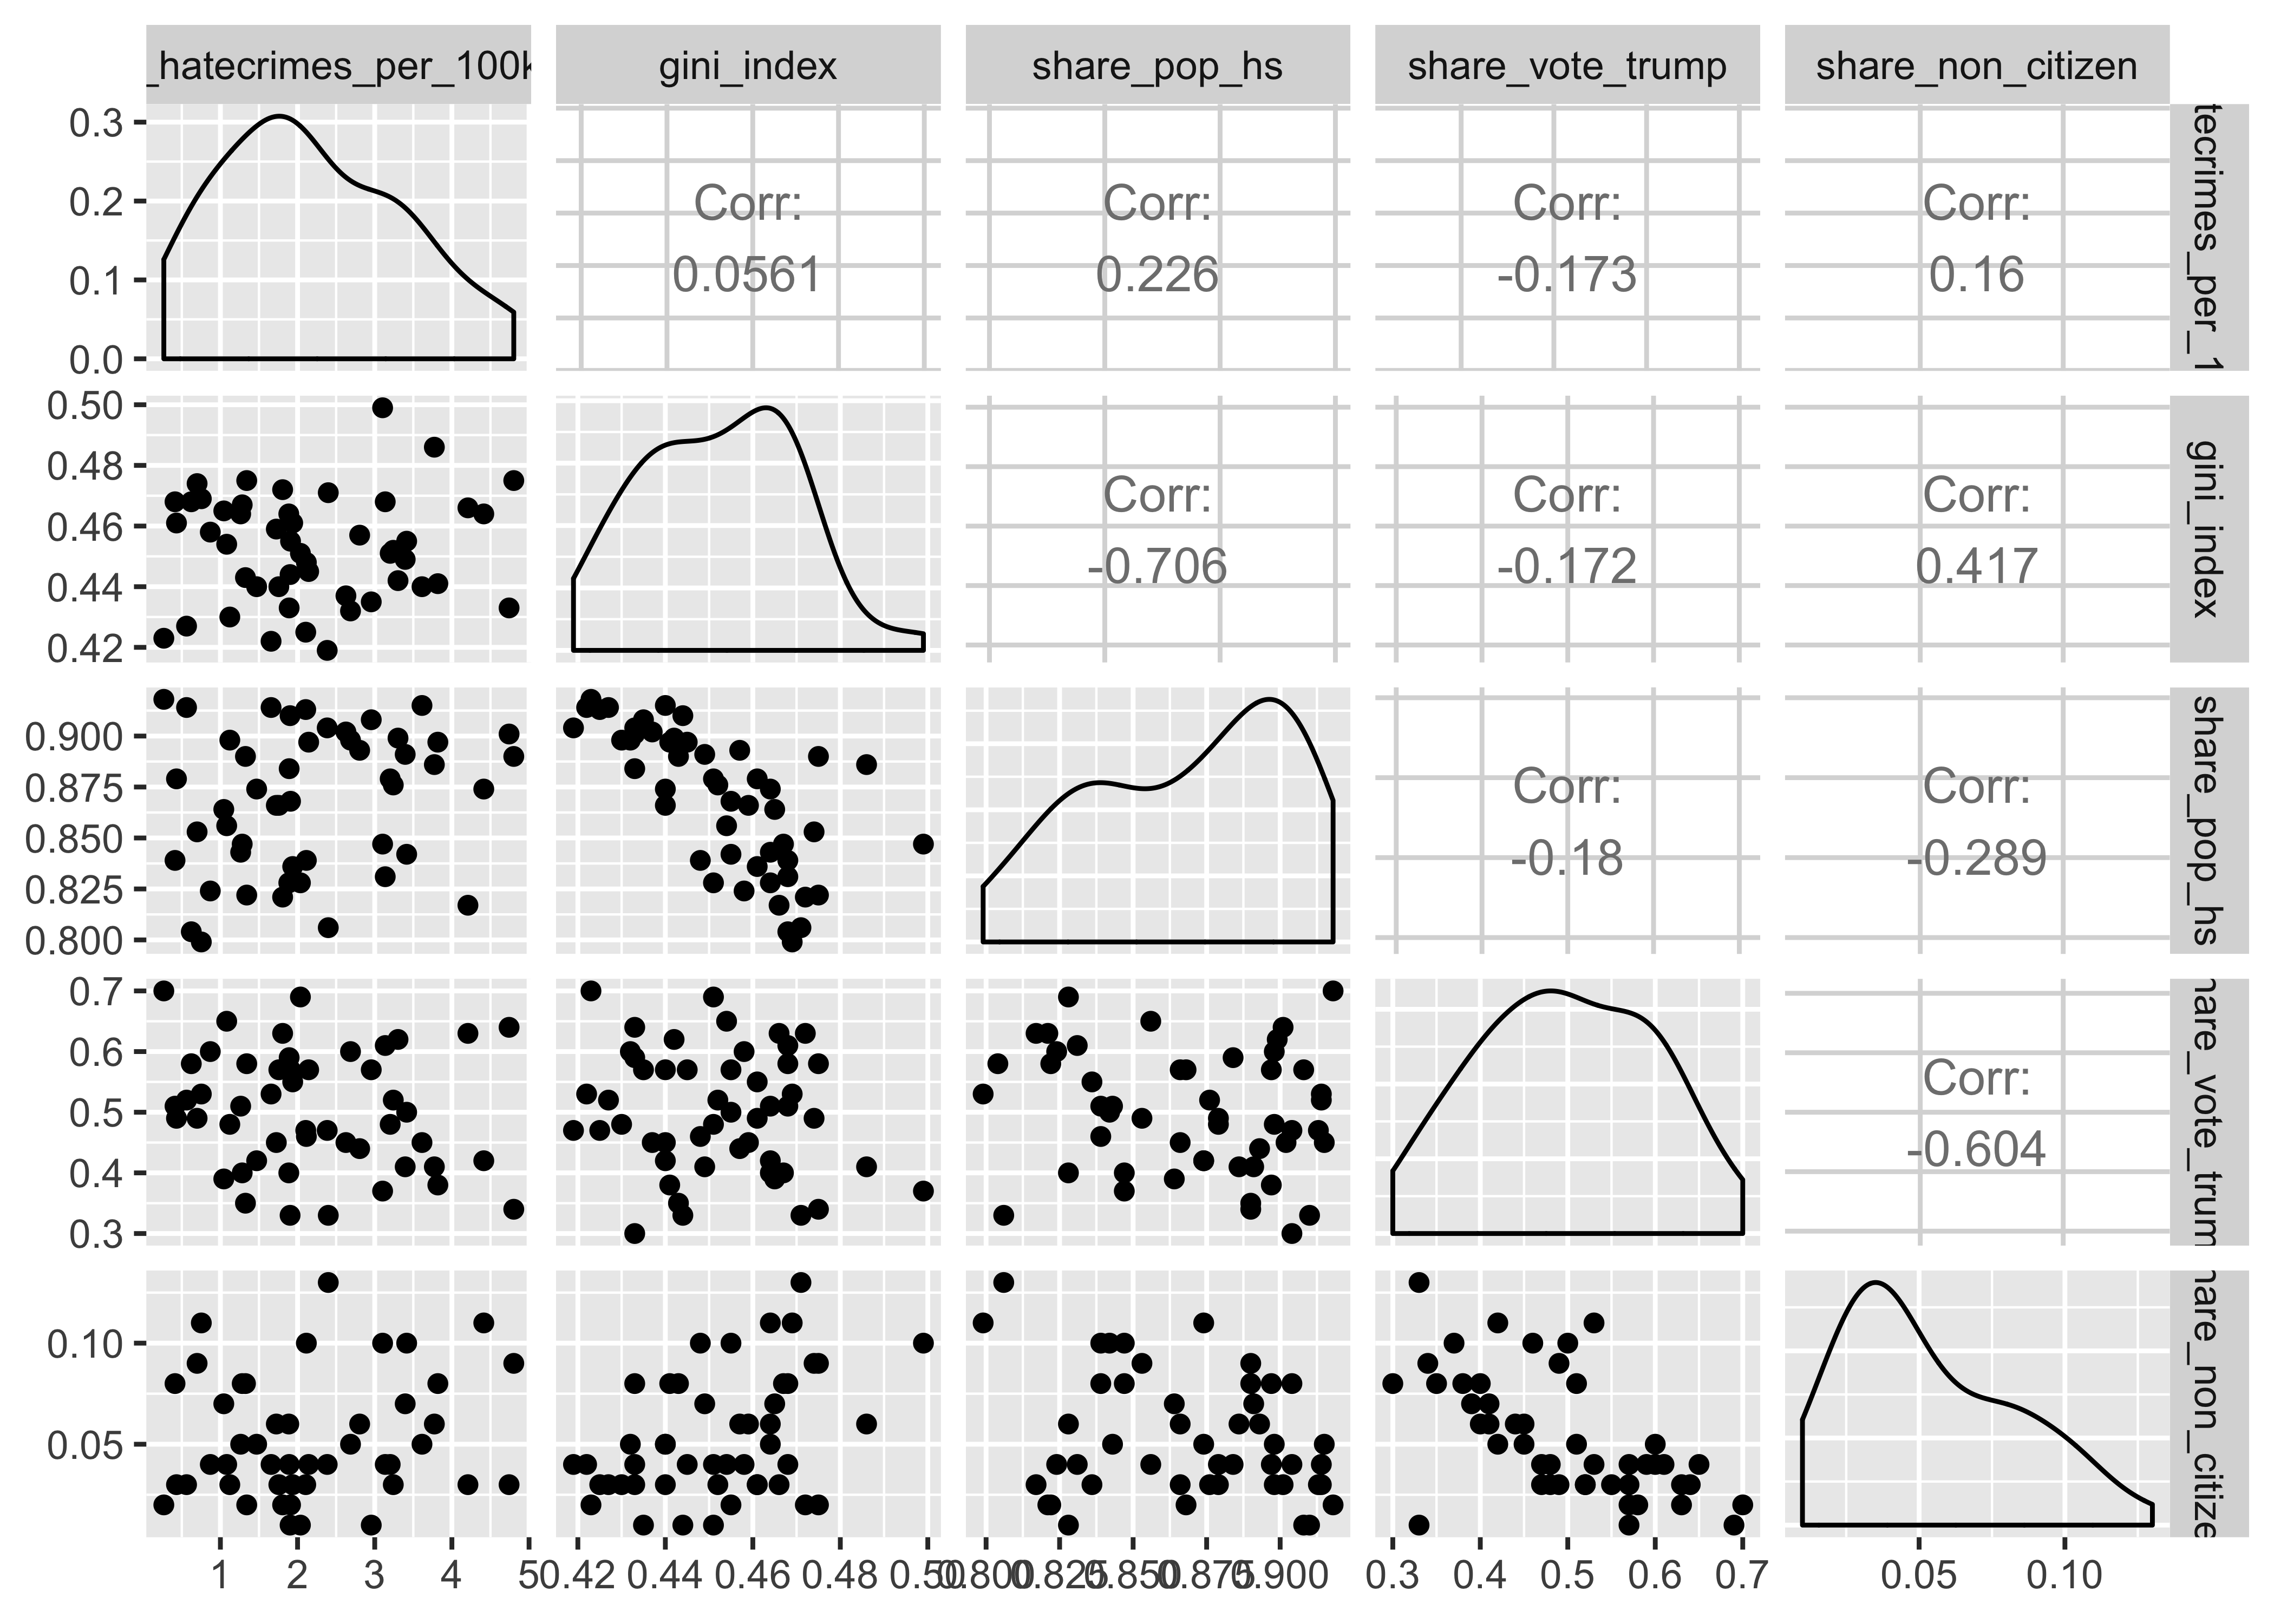 _hatecrimes_per_100k gini_index share_pop_hs share_vote_trump share_non_citizen
0.3
0.2
0.1
0.0
Corr:
0.0561
Corr:
0.226
Corr:
-0.173
Corr:
0.16
tecrimes_per_1
0.50
0.48
0.46
0.44
0.42
Corr:
-0.706
Corr:
-0.172
Corr:
0.417
gini_index
0.900
0.875
0.850
0.825
0.800
Corr:
-0.18
Corr:
-0.289
share_pop_hs
0.7
0.6
0.5
0.4
0.3
Corr:
-0.604
hare_vote_trum
0.10
0.05
hare_non_citize
1 2 3 4 5 0.42 0.44 0.46 0.48 0.50 0.800 0.825 0.850 0.875 0.900 0.3 0.4 0.5 0.6 0.7 0.05 0.10